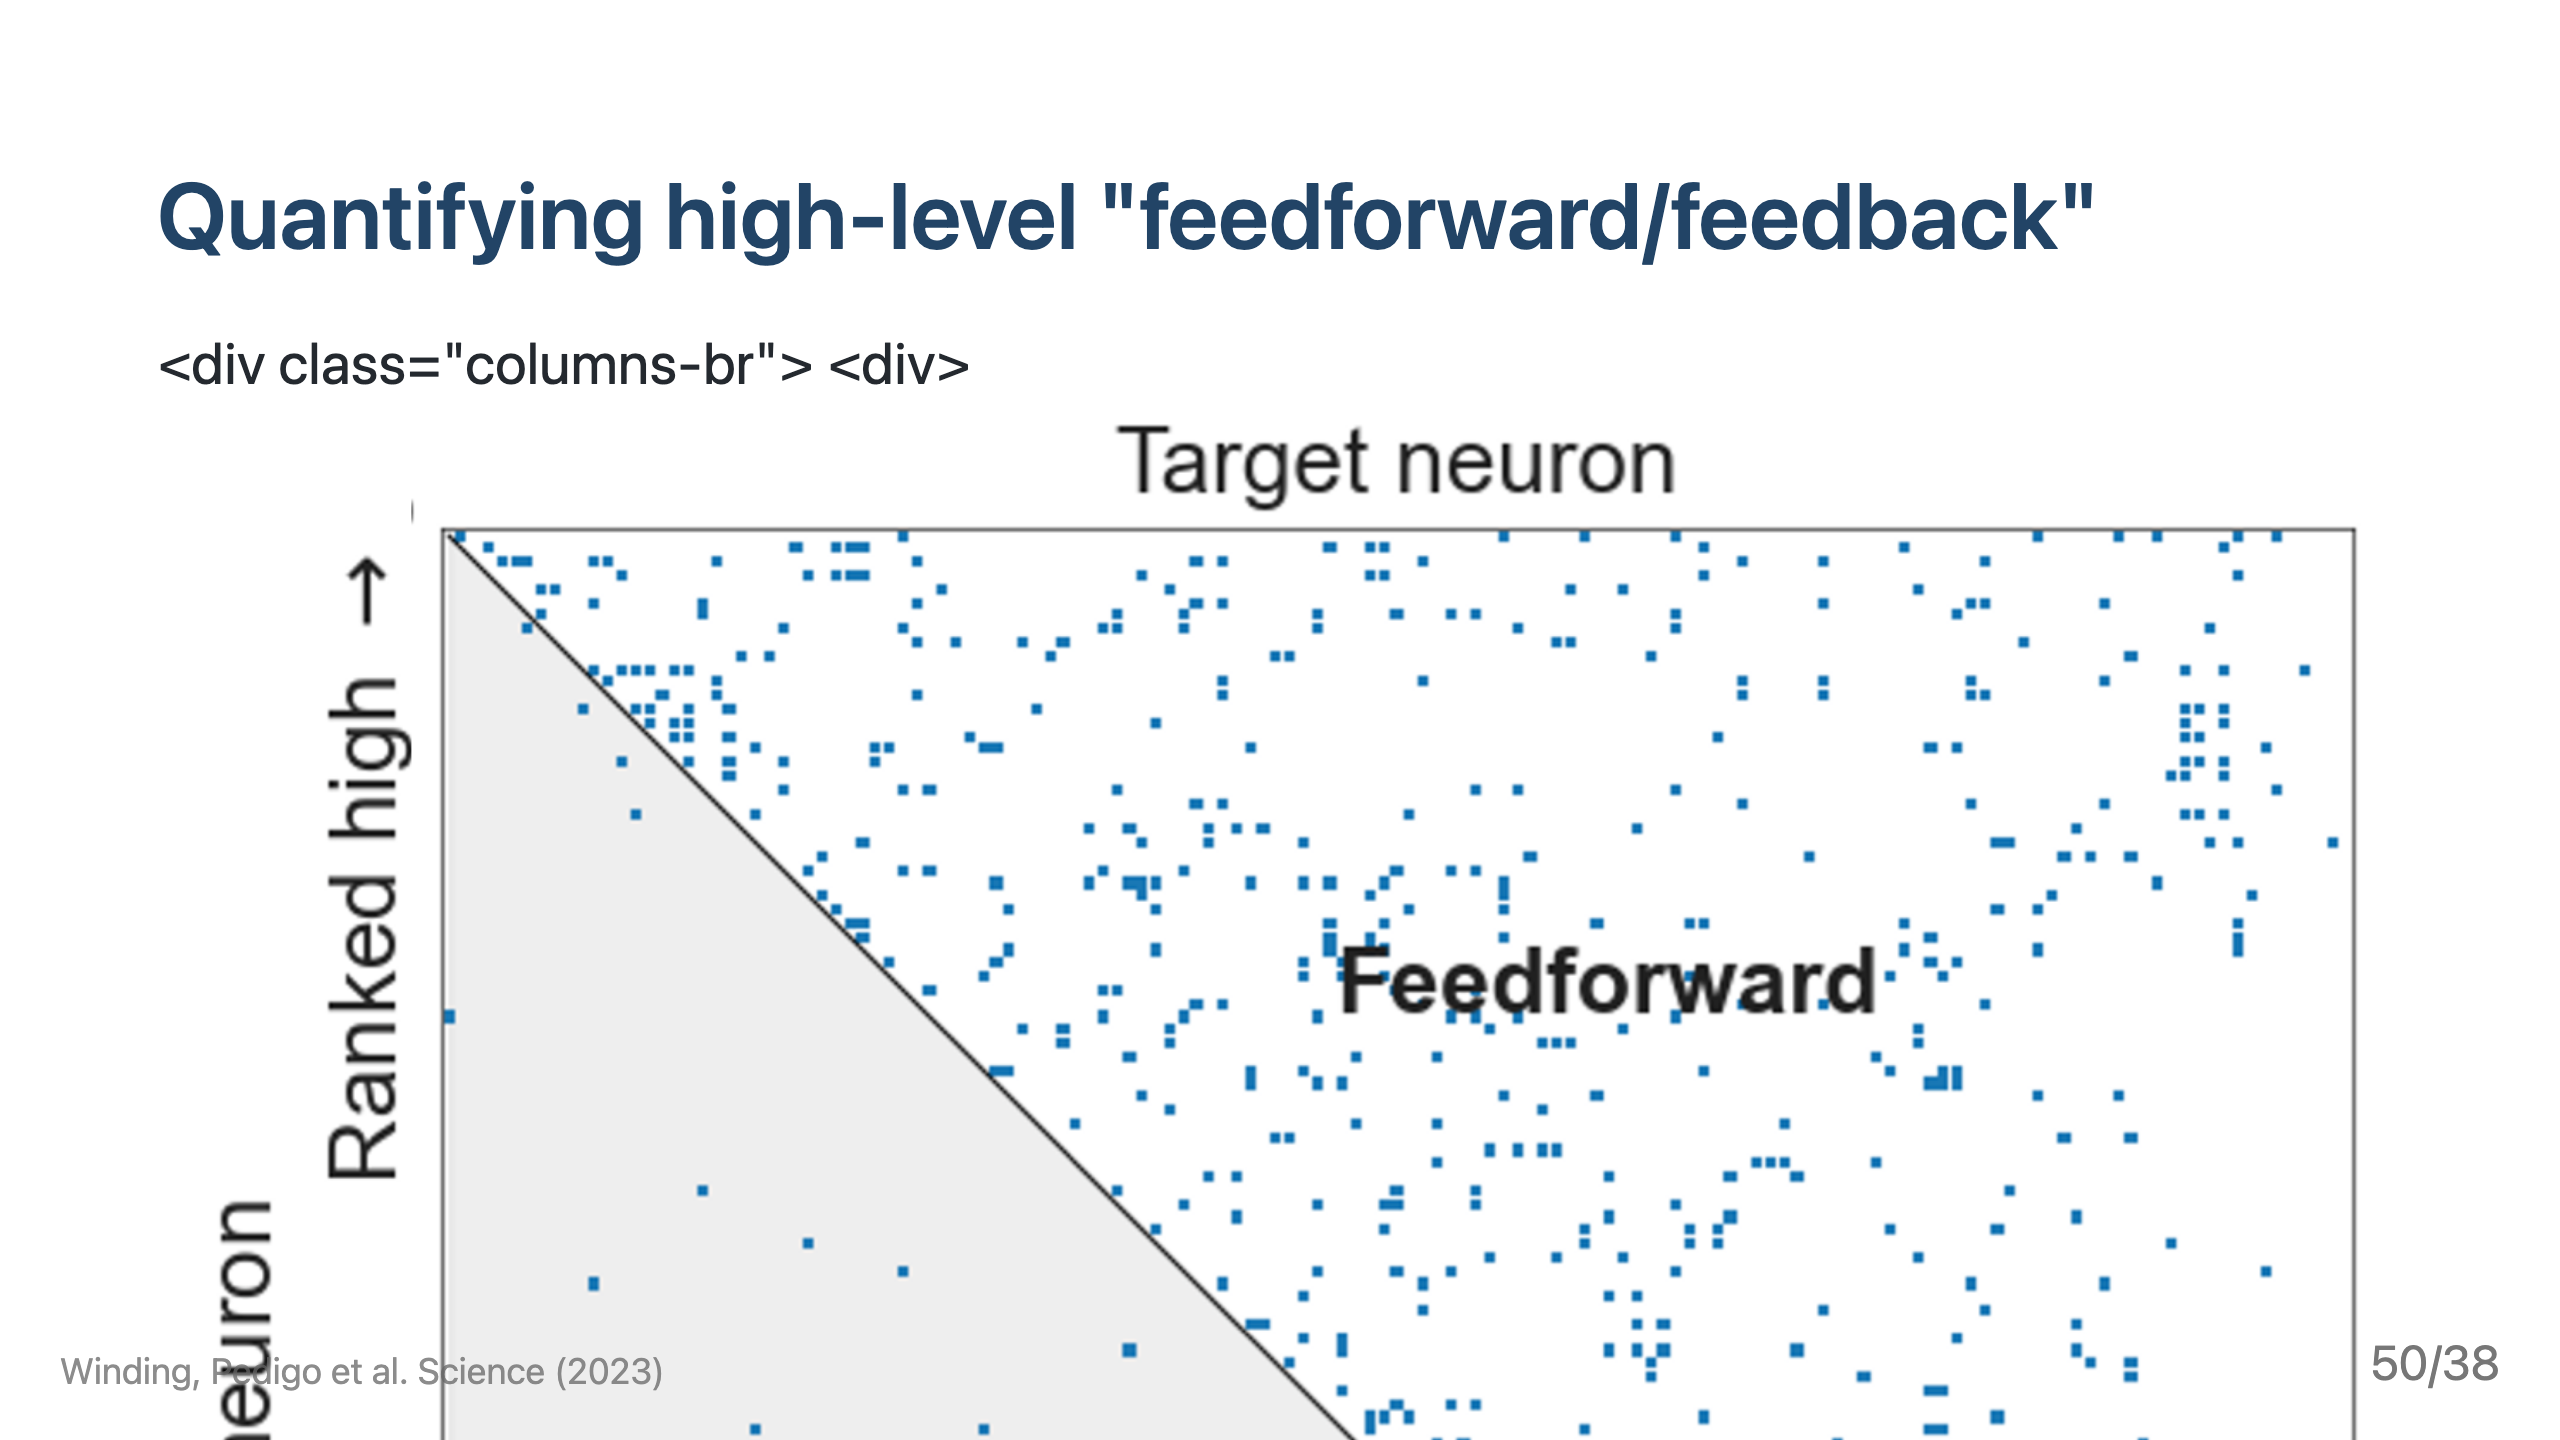 Quantifying high-level "feedforward/feedback"
<div class="columns-br"> <div>
Target neuron
Ranked high →
Feedforward
neuron
Winding, Pedigo et al. Science (2023)
50/38